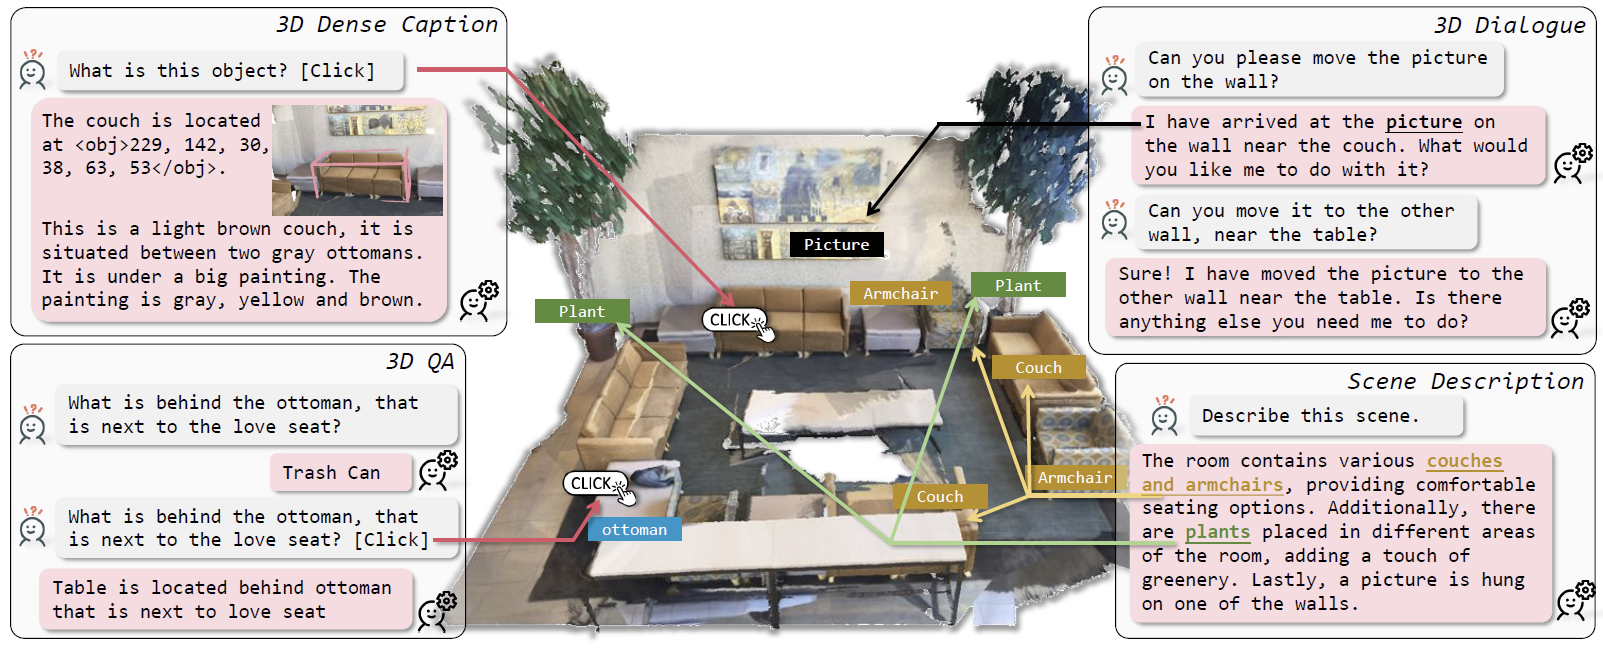 3D Dense Caption
What is this object? [Click]
The couch is located
at <obj>229, 142, 30,
38, 63, 53</obj>.
This is a light brown couch, it is
situated between two gray ottomans.
It is under a big painting. The
painting is gray, yellow and brown.
3D QA
What is behind the ottoman, that
is next to the love seat?
Trash Can
What is behind the ottoman, that
is next to the love seat? [Click]
Table is located behind ottoman
that is next to love seat
Picture
Plant
Armchair
Plant
CLICK
Couch
CLICK
Couch
Armchair
ottoman
3D Dialogue
Can you please move the picture
on the wall?
I have arrived at the picture on
the wall near the couch. What would
you like me to do with it?
Can you move it to the other
wall, near the table?
Sure! I have moved the picture to the
other wall near the table. Is there
anything else you need me to do?
Scene Description
Describe this scene.
The room contains various couches
and armchairs, providing comfortable
seating options. Additionally, there
are plants placed in different areas
of the room, adding a touch of
greenery. Lastly, a picture is hung
on one of the walls.